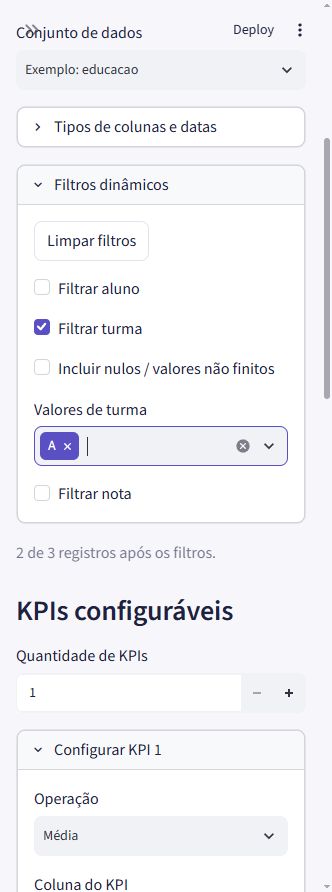 Conjunto de dados
Deploy
Exemplo: educacao
Tipos de colunas e datas
Filtros dinâmicos
Limpar filtros
Filtrar aluno
Filtrar turma
Incluir nulos / valores não finitos
Valores de turma
A
Filtrar nota
2 de 3 registros após os filtros.
KPIs configuráveis
Quantidade de KPIs
1
Configurar KPI 1
Operação
Média
Coluna do KPI